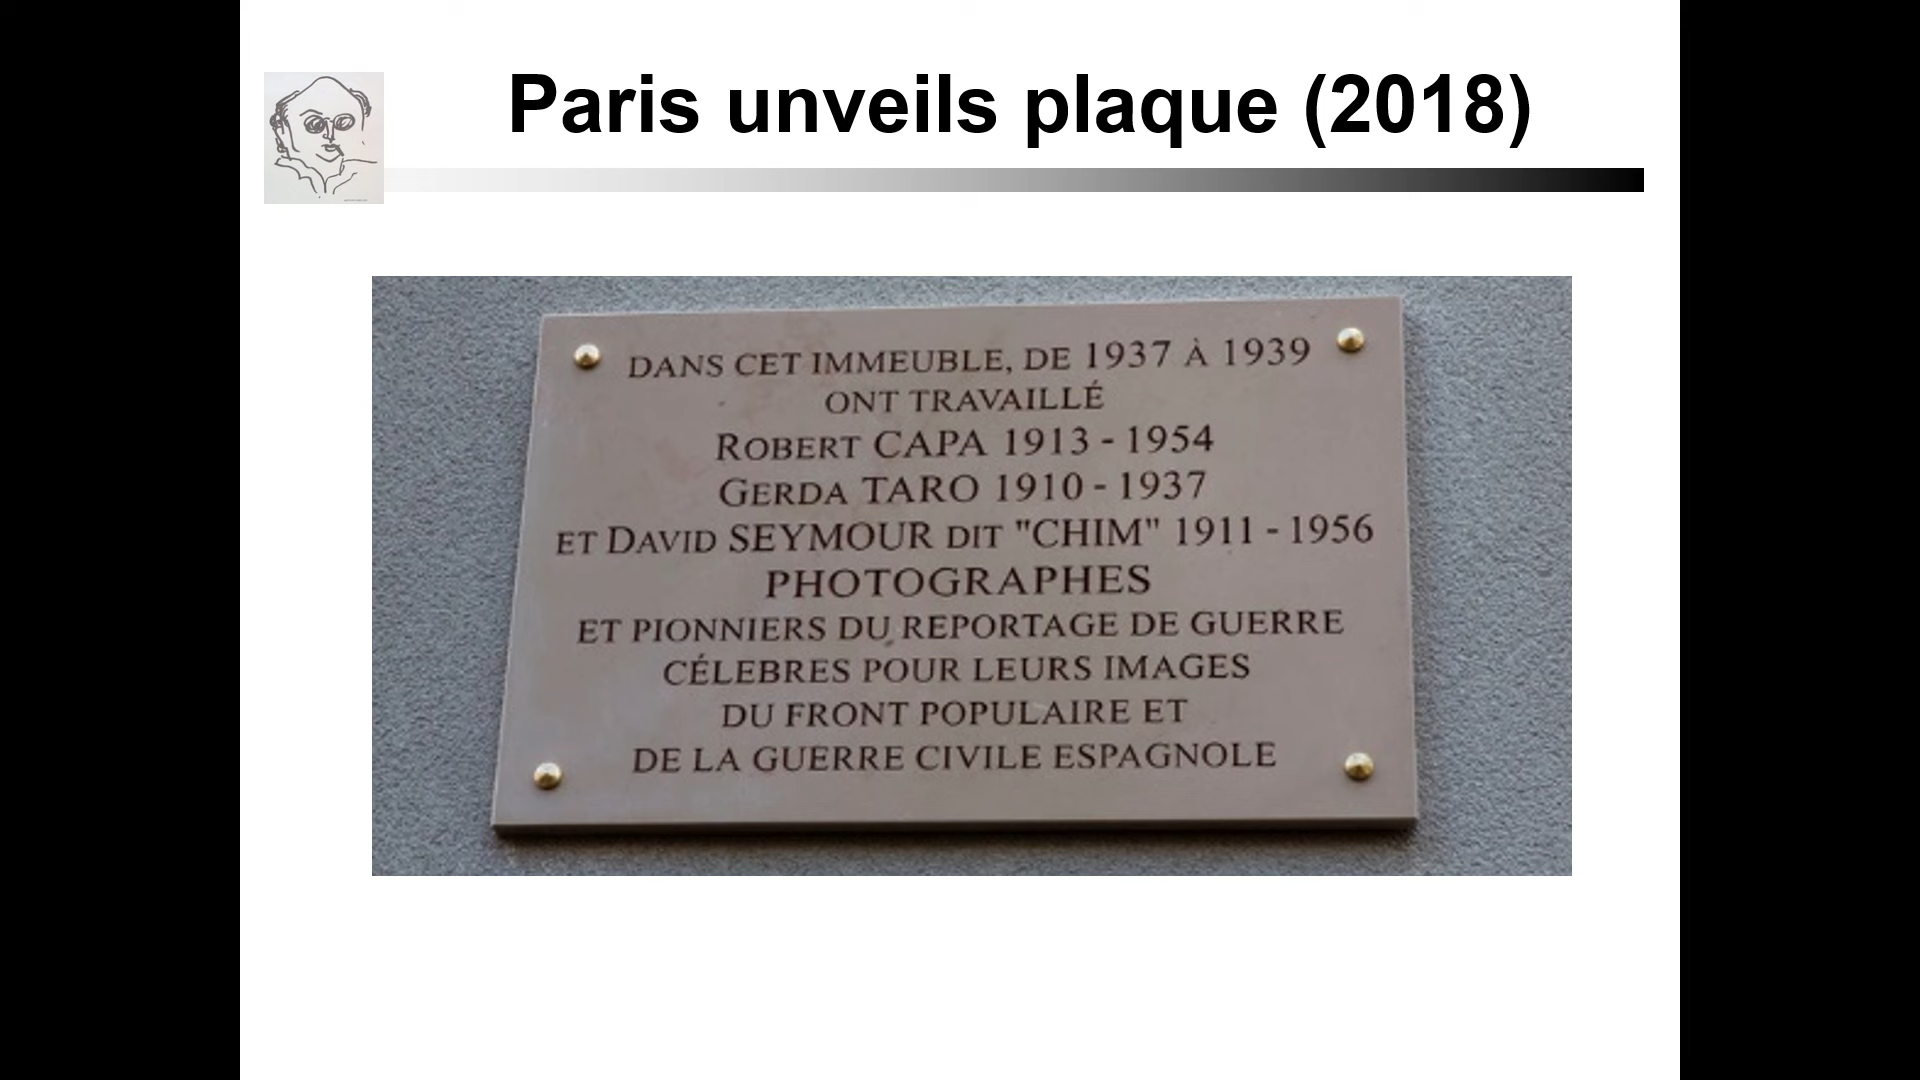 Paris unveils plaque (2018)
DANS CET IMMEUBLE, DE 1937 À 1939
ONT TRAVAILLÉ
ROBERT CAPA 1913 - 1954
GERDA TARO 1910 - 1937
ET DAVID SEYMOUR DIT "CHIM" 1911 - 1956
PHOTOGRAPHES
ET PIONNIERS DU REPORTAGE DE GUERRE
CÉLEBRES POUR LEURS IMAGES
DU FRONT POPULAIRE ET
DE LA GUERRE CIVILE ESPAGNOLE